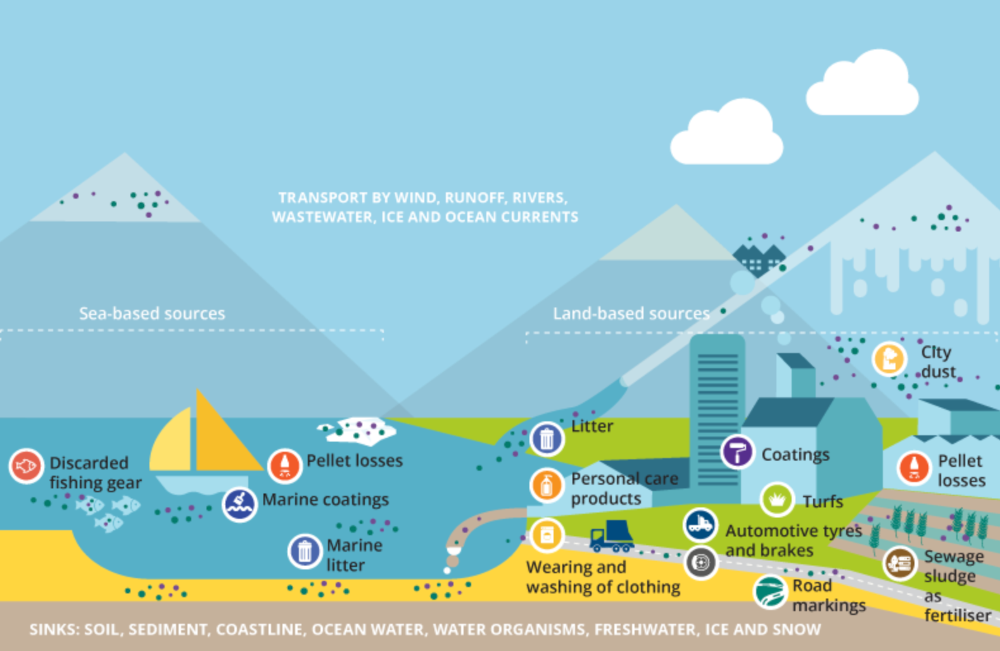 TRANSPORT BY WIND, RUNOFF, RIVERS,
WASTEWATER, ICE AND OCEAN CURRENTS
Sea-based sources
Land-based sources
City
dust
Litter
Discarded
fishing gear
Pellet losses
Marine coatings
Marine
litter
Personal care
products
Coatings
Pellet
losses
Turfs
Automotive tyres
and brakes
Wearing and
washing of clothing
Road
markings
Sewage
sludge
as
fertiliser
SINKS: SOIL, SEDIMENT, COASTLINE, OCEAN WATER, WATER ORGANISMS, FRESHWATER, ICE AND SNOW